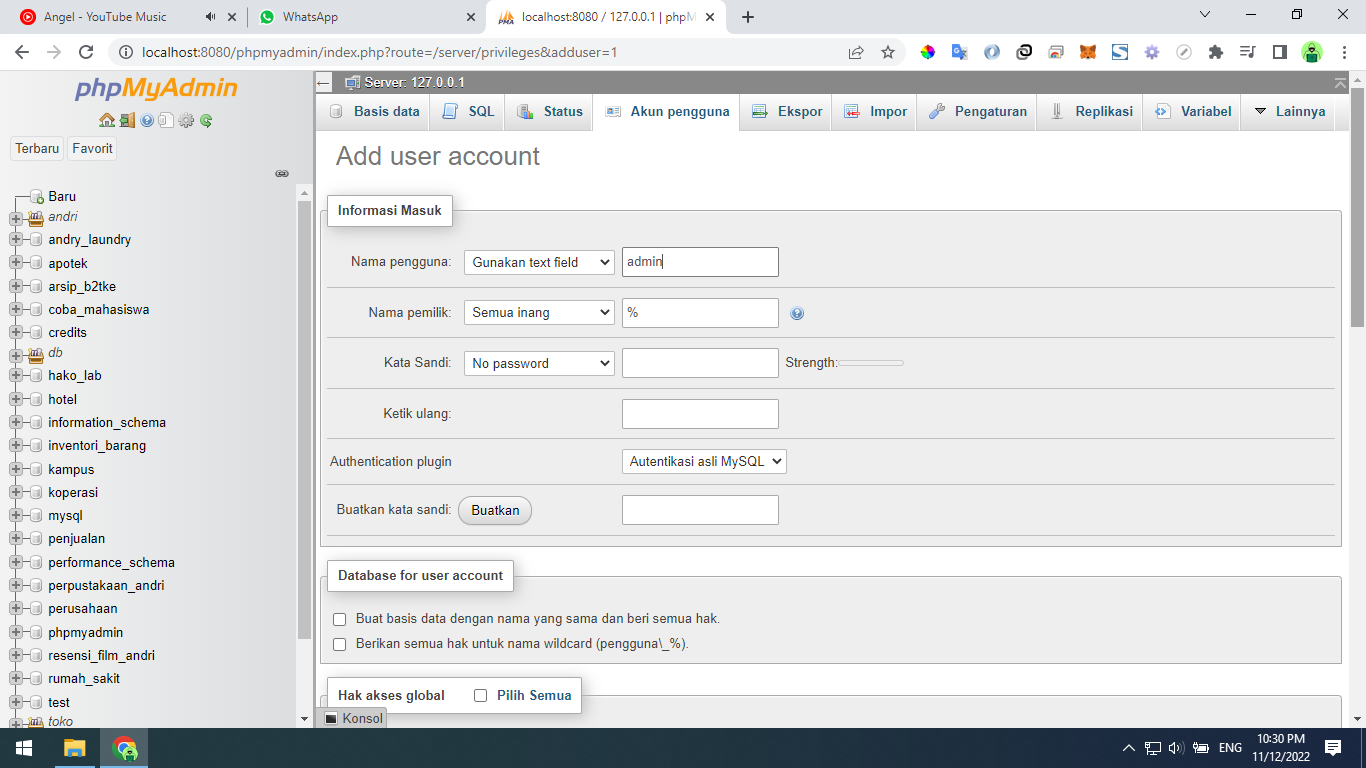 Angel - YouTube Music
WhatsApp
localhost:8080 / 127.0.0.1 | phpM
localhost:8080/phpmyadmin/index.php?route=/server/privileges&adduser=1
phpMyAdmin
Terbaru Favorit
Baru
andri
andry_laundry
apotek
arsip_b2tke
coba_mahasiswa
credits
db
hako_lab
hotel
information_schema
inventori_barang
kampus
koperasi
mysql
penjualan
performance_schema
perpustakaan_andri
perusahaan
phpmyadmin
resensi_film_andri
rumah_sakit
test
toko
Server: 127.0.0.1
Basis data SQL Status Akun pengguna Ekspor Impor Pengaturan Replikasi Variabel Lainnya
Add user account
Informasi Masuk
Nama pengguna: Gunakan text field admin
Nama pemilik: Semua inang %
Kata Sandi: No password Strength:
Ketik ulang:
Authentication plugin Autentikasi asli MySQL
Buatkan kata sandi: Buatkan
Database for user account
Buat basis data dengan nama yang sama dan beri semua hak.
Berikan semua hak untuk nama wildcard (pengguna\_%).
Hak akses global Pilih Semua
Konsol
ENG
10:30 PM
11/12/2022